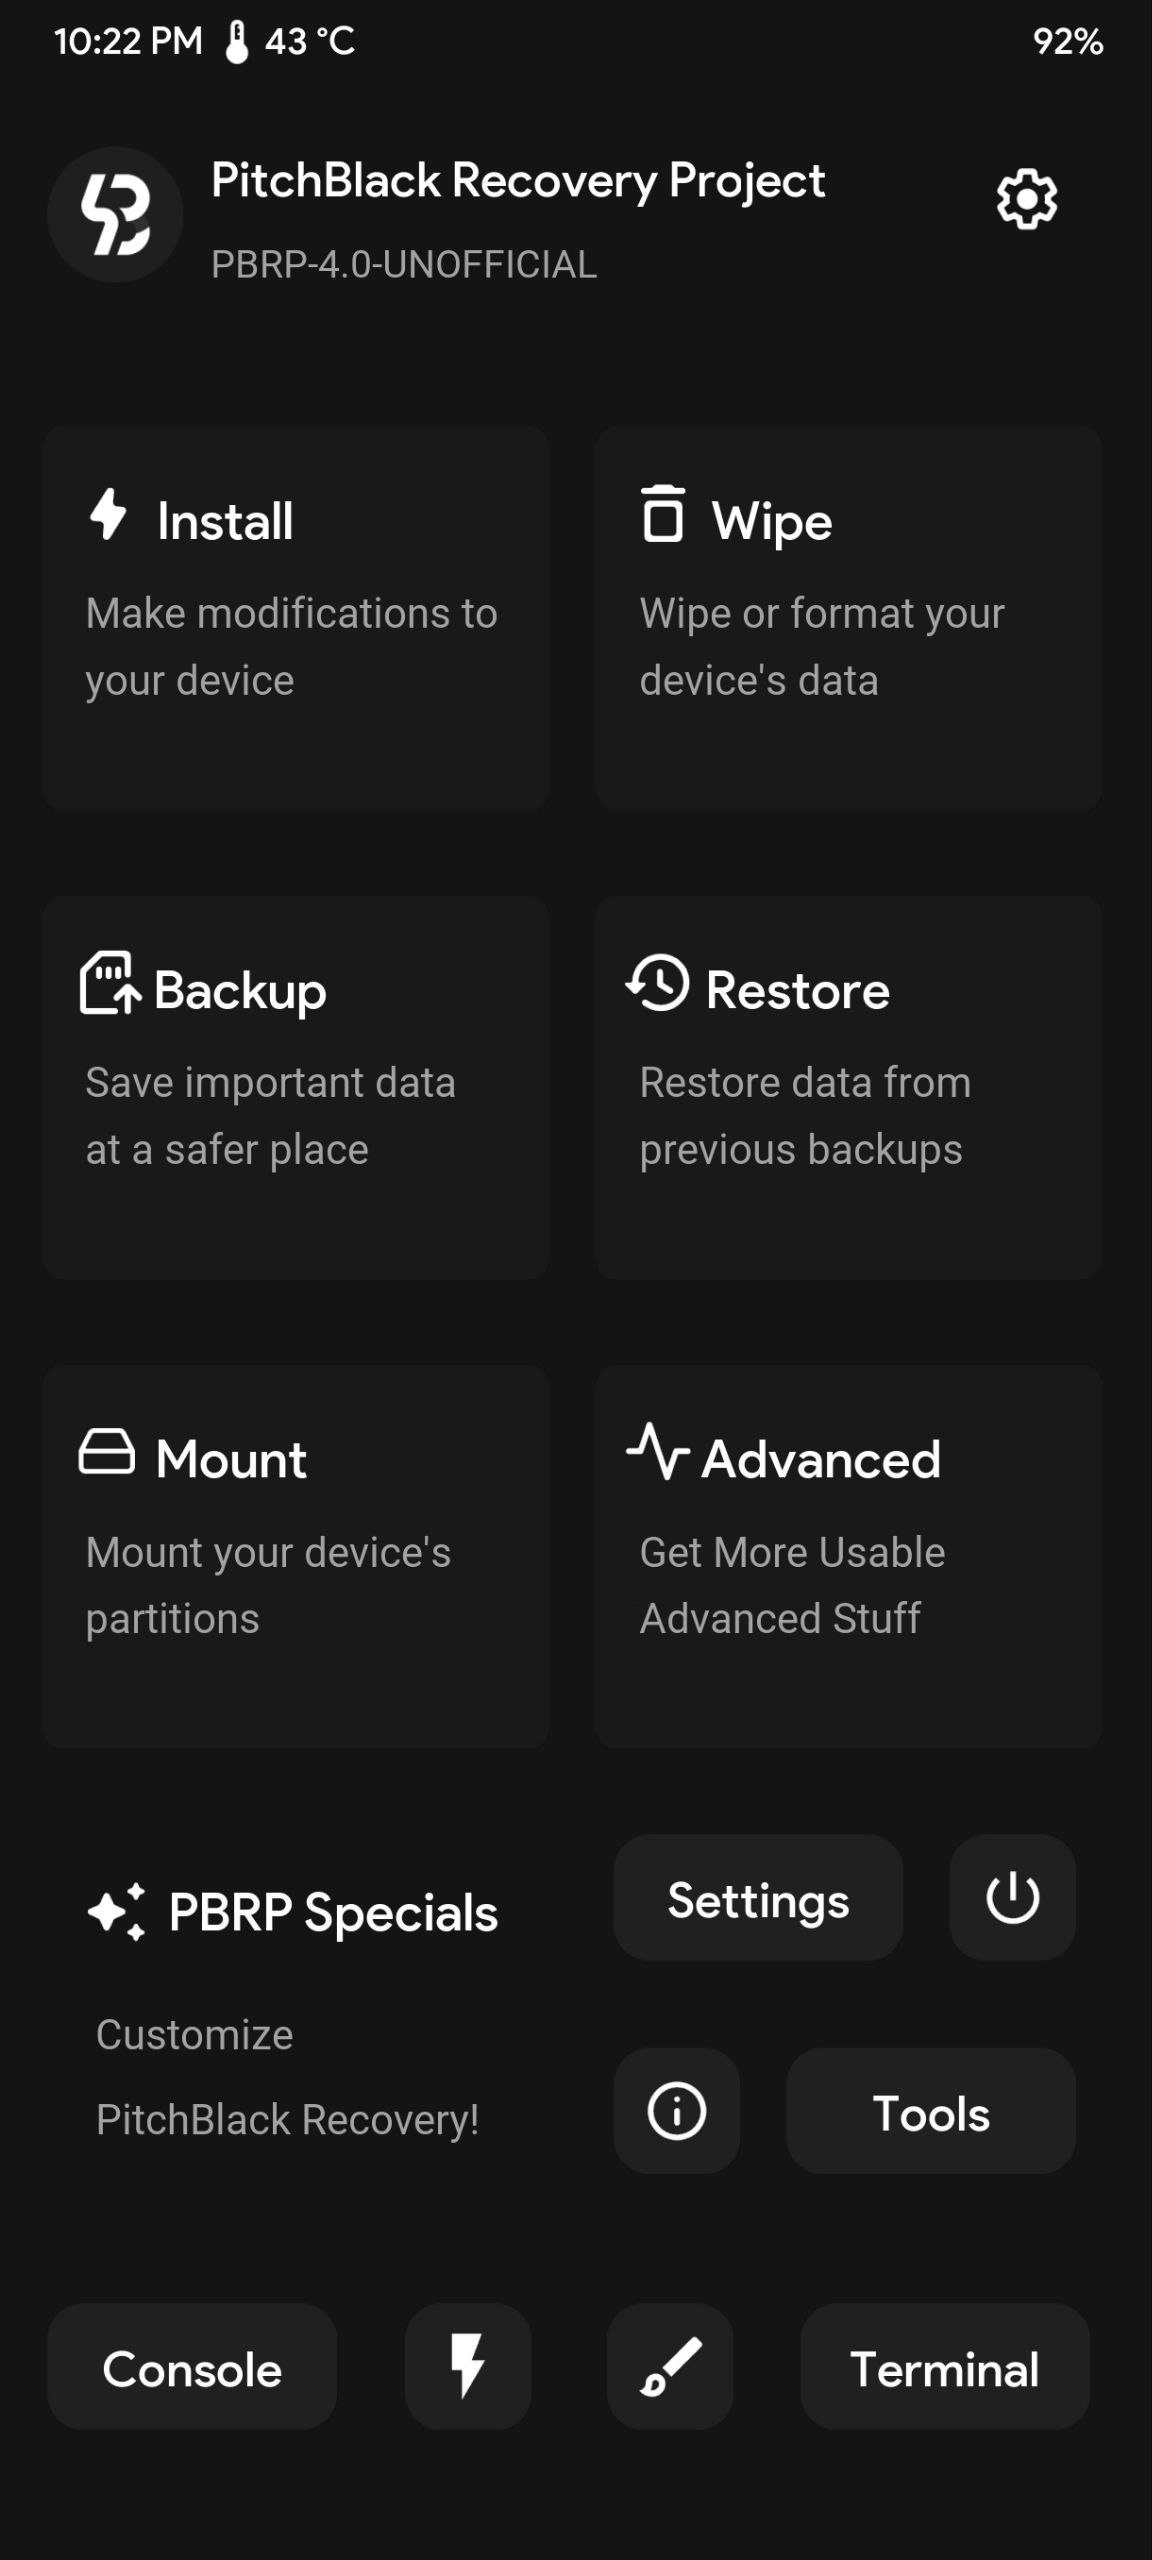 10:22 PM 43 °C 92%
PitchBlack Recovery Project
PBRP-4.0-UNOFFICIAL
Install
Make modifications to
your device
Wipe
Wipe or format your
device's data
Backup
Save important data
at a safer place
Restore
Restore data from
previous backups
Mount
Mount your device's
partitions
Advanced
Get More Usable
Advanced Stuff
PBRP Specials
Customize
PitchBlack Recovery!
Settings
Tools
Console
Terminal